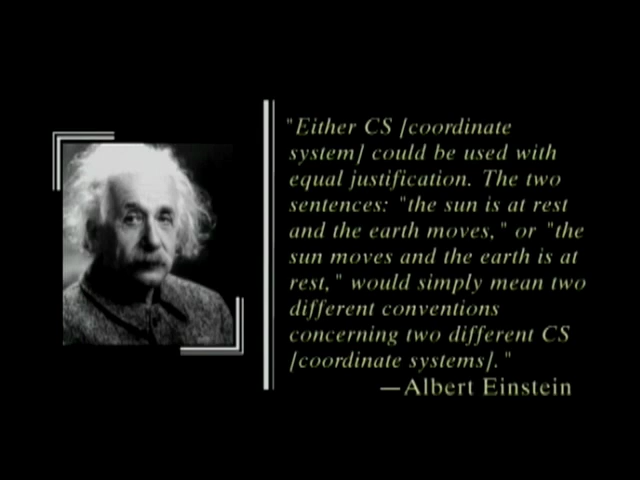 "Either CS [coordinate
system] could be used with
equal justification. The two
sentences: "the sun is at rest
and the earth moves," or "the
sun moves and the earth is at
rest," would simply mean two
different conventions
concerning two different CS
[coordinate systems]."
—Albert Einstein